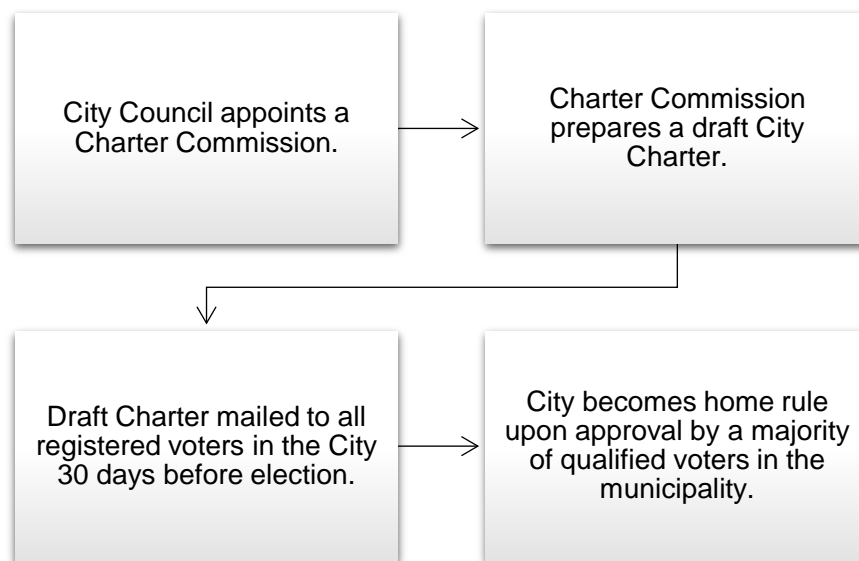 City Council appoints a
Charter Commission.
Charter Commission
prepares a draft City
Charter.
Draft Charter mailed to all
registered voters in the City
30 days before election.
City becomes home rule
upon approval by a majority
of qualified voters in the
municipality.